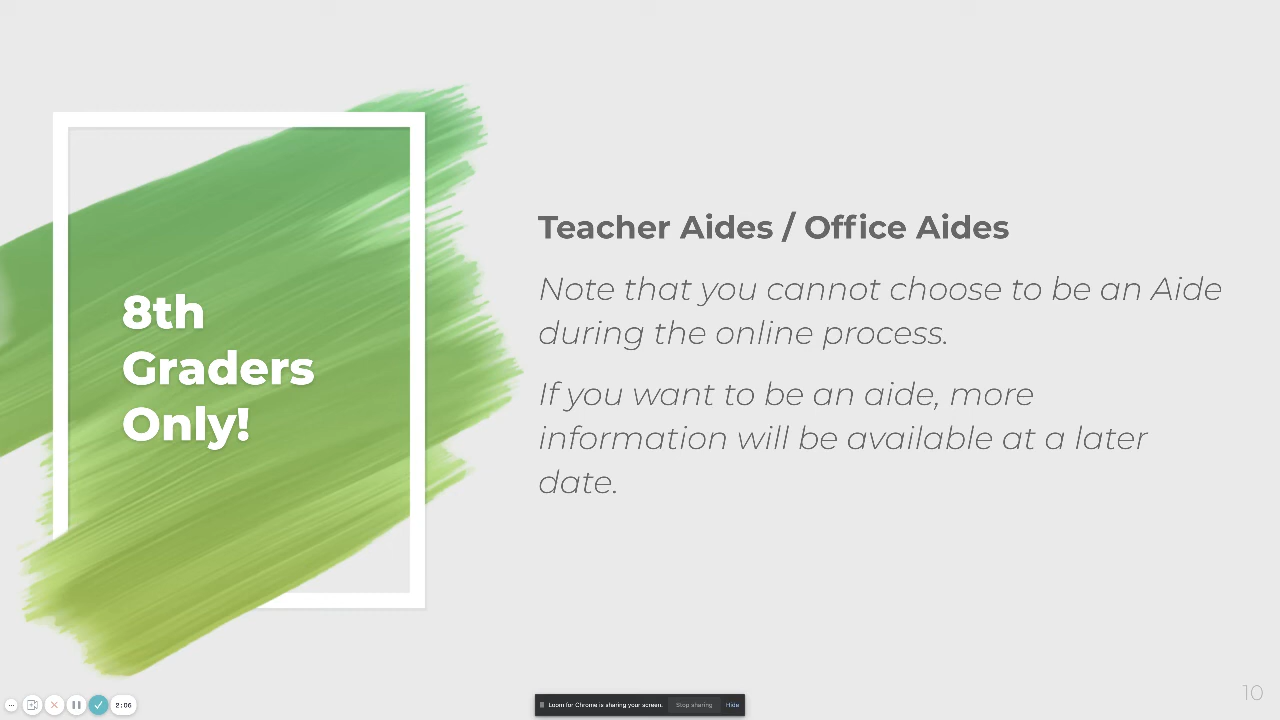 8th
Graders
Only!
Teacher Aides / Office Aides
Note that you cannot choose to be an Aide
during the online process.
If you want to be an aide, more
information will be available at a later
date.
10
2:06
Loom for Chrome is sharing your screen.
Stop sharing
Hide